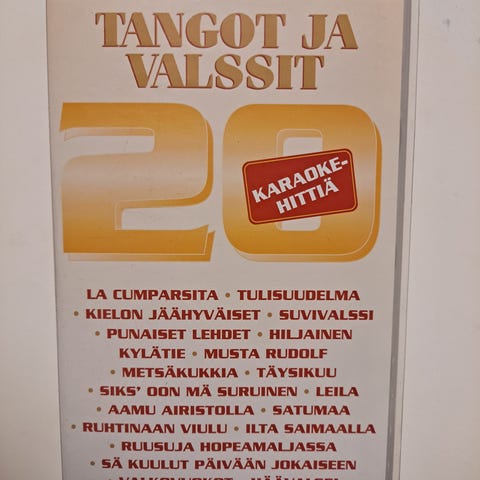 TANGOT JA
VALSSIT
20
KARAOKE-
HITTIÄ
LA CUMPARSITA • TULISUUDELMA
• KIELON JÄÄHYVÄISET • SUVIVALSSI
• PUNAISET LEHDET • HILJAINEN
KYLÄTIE • MUSTA RUDOLF
• METSÄKUKKIA • TÄYSIKUU
• SIKS' OON MÄ SURUINEN • LEILA
• AAMU AIRISTOLLA • SATUMAA
• RUHTINAAN VIULU • ILTA SAIMAALLA
• RUUSUJA HOPEAMALJASSA
• SÄ KUULUT PÄIVÄÄN JOKAISEEN
• VALKOVUOKOT • HÄÄVALSSI